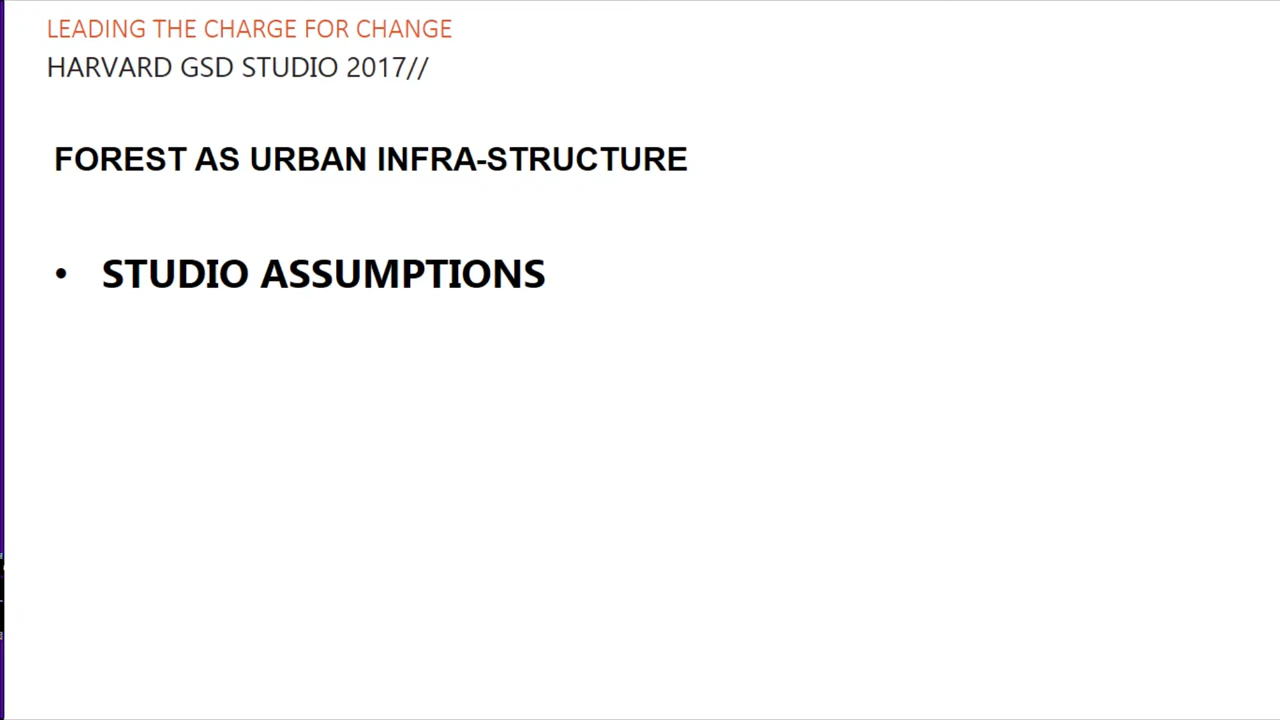 LEADING THE CHARGE FOR CHANGE
HARVARD GSD STUDIO 2017//
FOREST AS URBAN INFRA-STRUCTURE
• STUDIO ASSUMPTIONS